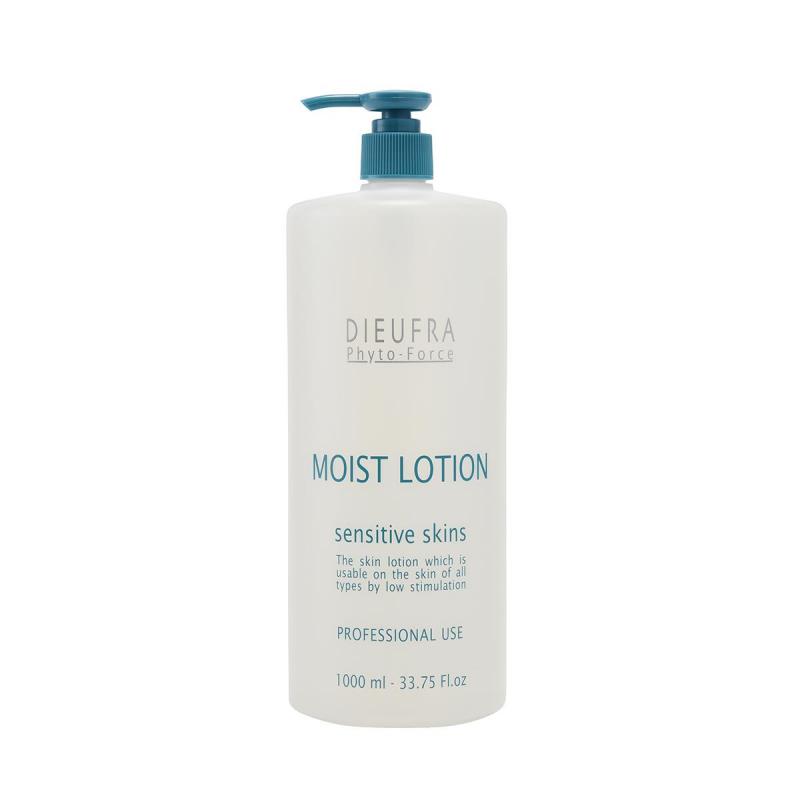 DIEUFRA
Phyto-Force
MOIST LOTION
sensitive skins
The skin lotion which is
usable on the skin of all
types by low stimulation
PROFESSIONAL USE
1000 ml - 33.75 Fl.oz